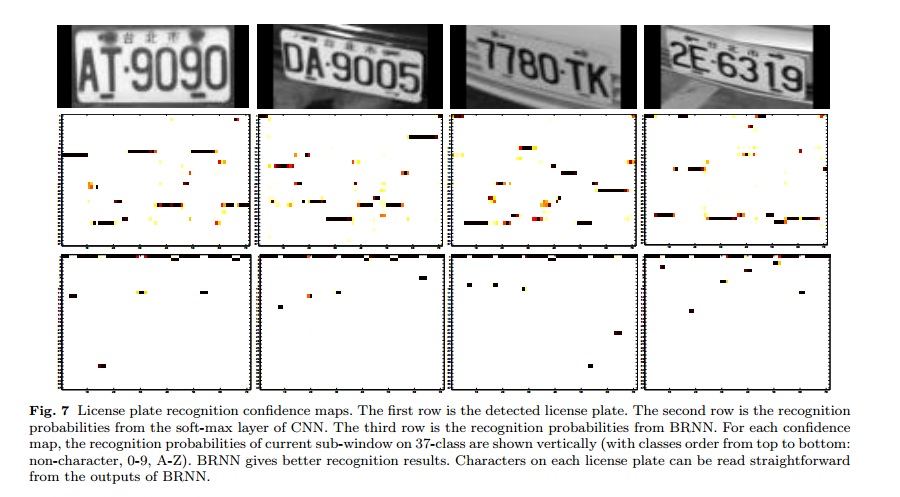 台北市
AT·9090
台北市
DA·9005
7780·TK
台北市
2E·6319
Fig. 7 License plate recognition confidence maps. The first row is the detected license plate. The second row is the recognition
probabilities from the soft-max layer of CNN. The third row is the recognition probabilities from BRNN. For each confidence
map, the recognition probabilities of current sub-window on 37-class are shown vertically (with classes order from top to bottom:
non-character, 0-9, A-Z). BRNN gives better recognition results. Characters on each license plate can be read straightforward
from the outputs of BRNN.